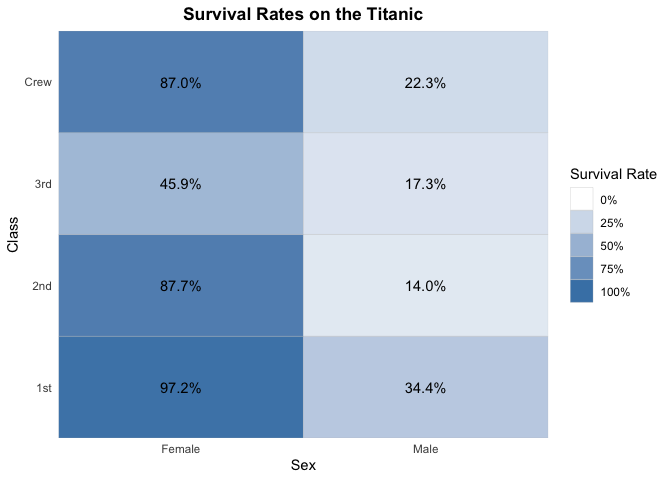 Survival Rates on the Titanic
Class
Crew 87.0% 22.3%
3rd 45.9% 17.3%
2nd 87.7% 14.0%
1st 97.2% 34.4%
Female Male
Sex
Survival Rate
0%
25%
50%
75%
100%